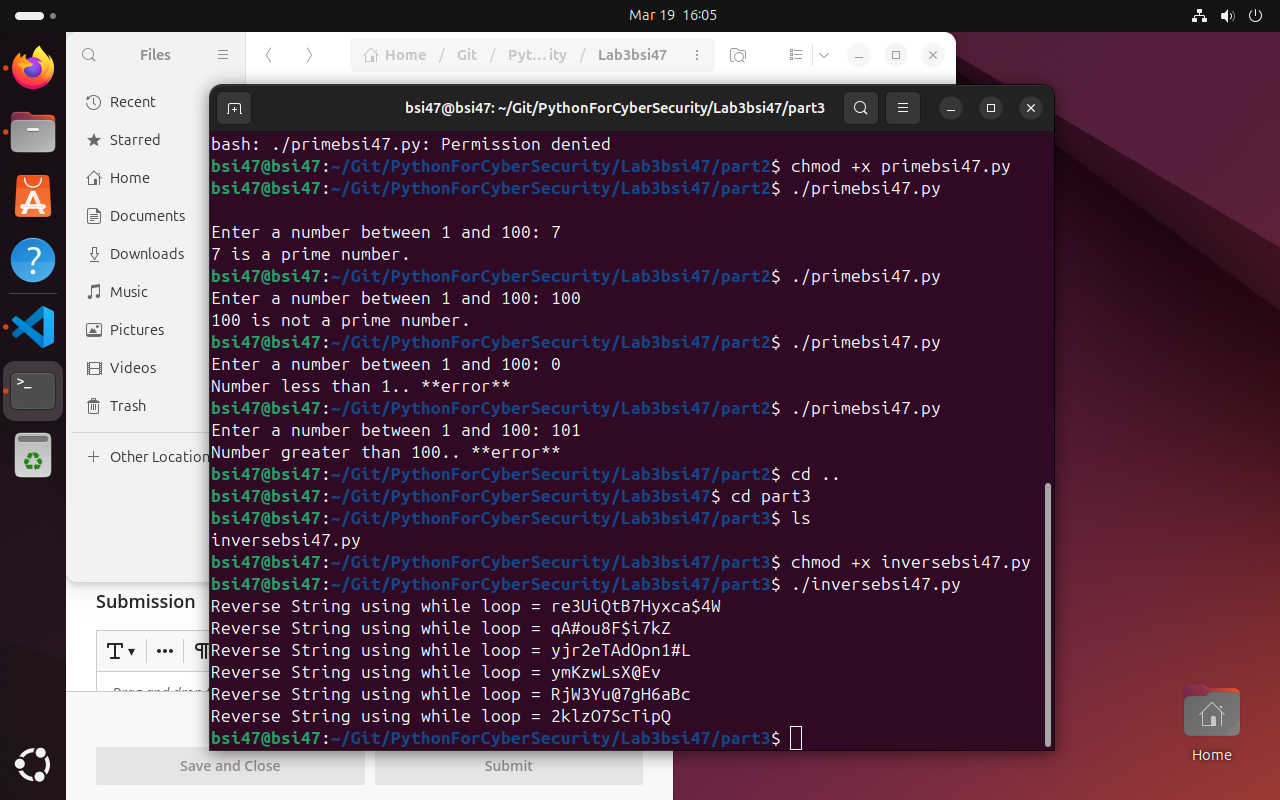 Mar 19 16:05
Files
Home / Git / Pyt…ity / Lab3bsi47
Recent
Starred
Home
Documents
Downloads
Music
Pictures
Videos
Trash
Other Location
bsi47@bsi47: ~/Git/PythonForCyberSecurity/Lab3bsi47/part3
bash: ./primebsi47.py: Permission denied
bsi47@bsi47:~/Git/PythonForCyberSecurity/Lab3bsi47/part2$ chmod +x primebsi47.py
bsi47@bsi47:~/Git/PythonForCyberSecurity/Lab3bsi47/part2$ ./primebsi47.py
Enter a number between 1 and 100: 7
7 is a prime number.
bsi47@bsi47:~/Git/PythonForCyberSecurity/Lab3bsi47/part2$ ./primebsi47.py
Enter a number between 1 and 100: 100
100 is not a prime number.
bsi47@bsi47:~/Git/PythonForCyberSecurity/Lab3bsi47/part2$ ./primebsi47.py
Enter a number between 1 and 100: 0
Number less than 1.. **error**
bsi47@bsi47:~/Git/PythonForCyberSecurity/Lab3bsi47/part2$ ./primebsi47.py
Enter a number between 1 and 100: 101
Number greater than 100.. **error**
bsi47@bsi47:~/Git/PythonForCyberSecurity/Lab3bsi47/part2$ cd ..
bsi47@bsi47:~/Git/PythonForCyberSecurity/Lab3bsi47$ cd part3
bsi47@bsi47:~/Git/PythonForCyberSecurity/Lab3bsi47/part3$ ls
inversebsi47.py
bsi47@bsi47:~/Git/PythonForCyberSecurity/Lab3bsi47/part3$ chmod +x inversebsi47.py
bsi47@bsi47:~/Git/PythonForCyberSecurity/Lab3bsi47/part3$ ./inversebsi47.py
Reverse String using while loop = re3UiQtB7Hyxca$4W
Reverse String using while loop = qA#ou8F$i7kZ
Reverse String using while loop = yjr2eTAdOpn1#L
Reverse String using while loop = ymKzwLsX@Ev
Reverse String using while loop = RjW3Yu@7gH6aBc
Reverse String using while loop = 2klzO7ScTipQ
bsi47@bsi47:~/Git/PythonForCyberSecurity/Lab3bsi47/part3$
Submission
Save and Close
Submit
Home